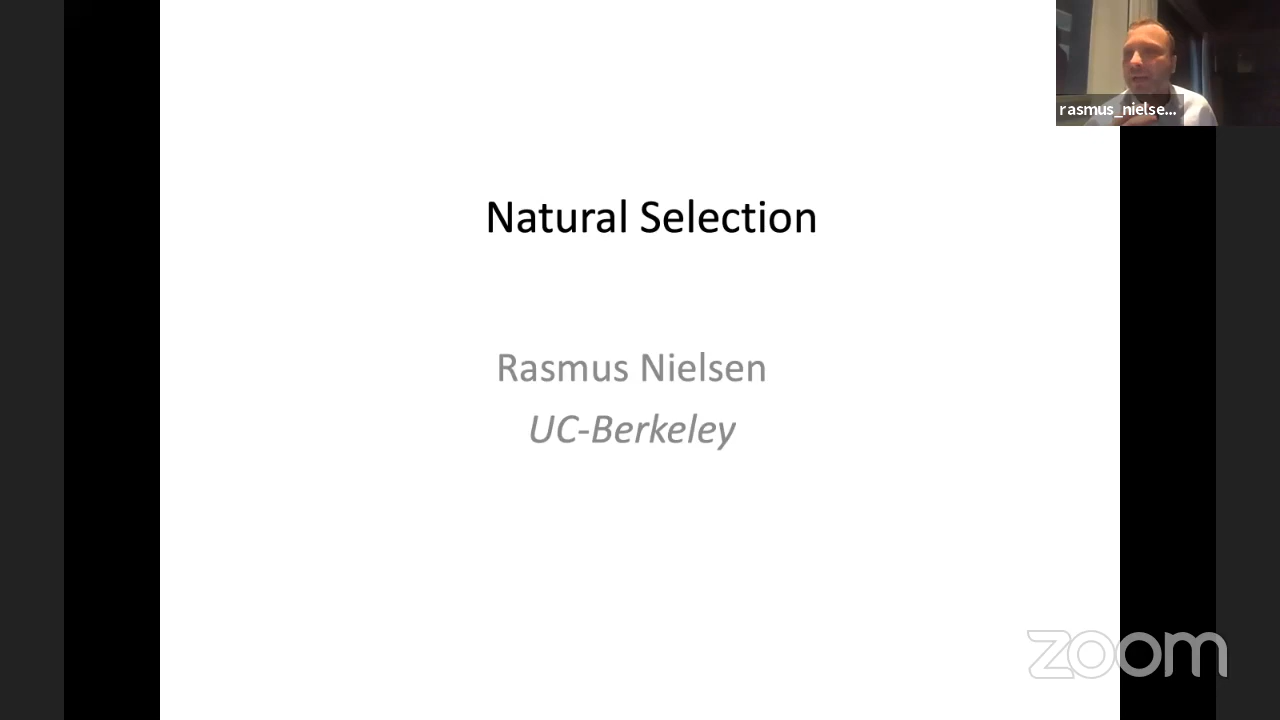 rasmus_nielse...
Natural Selection
Rasmus Nielsen
UC-Berkeley
zoom